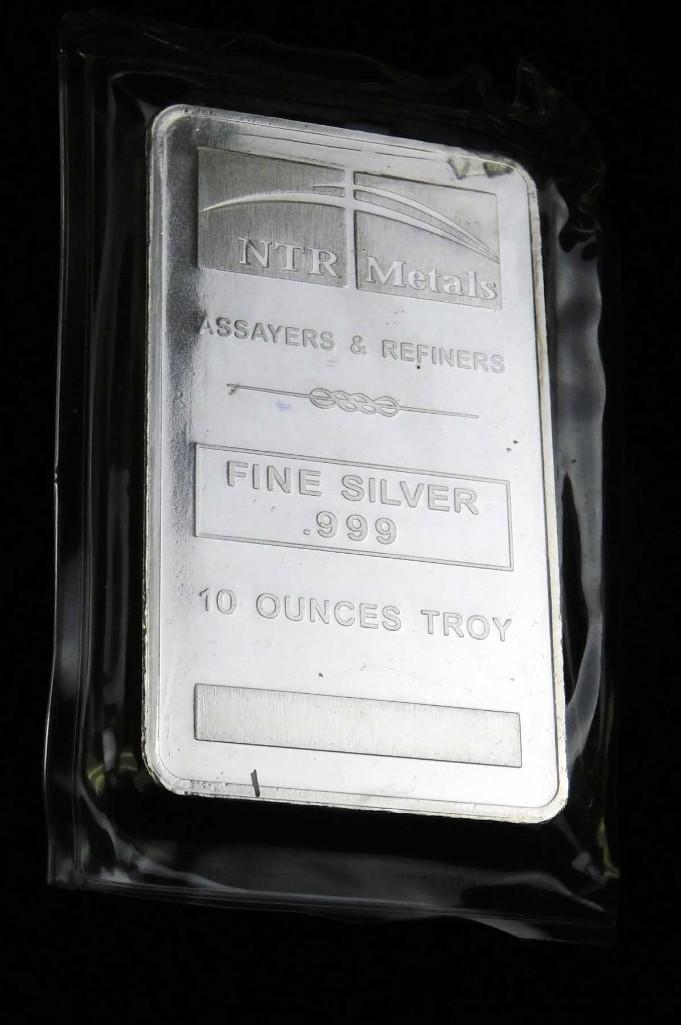 NTR Metals
ASSAYERS & REFINERS
FINE SILVER
.999
10 OUNCES TROY